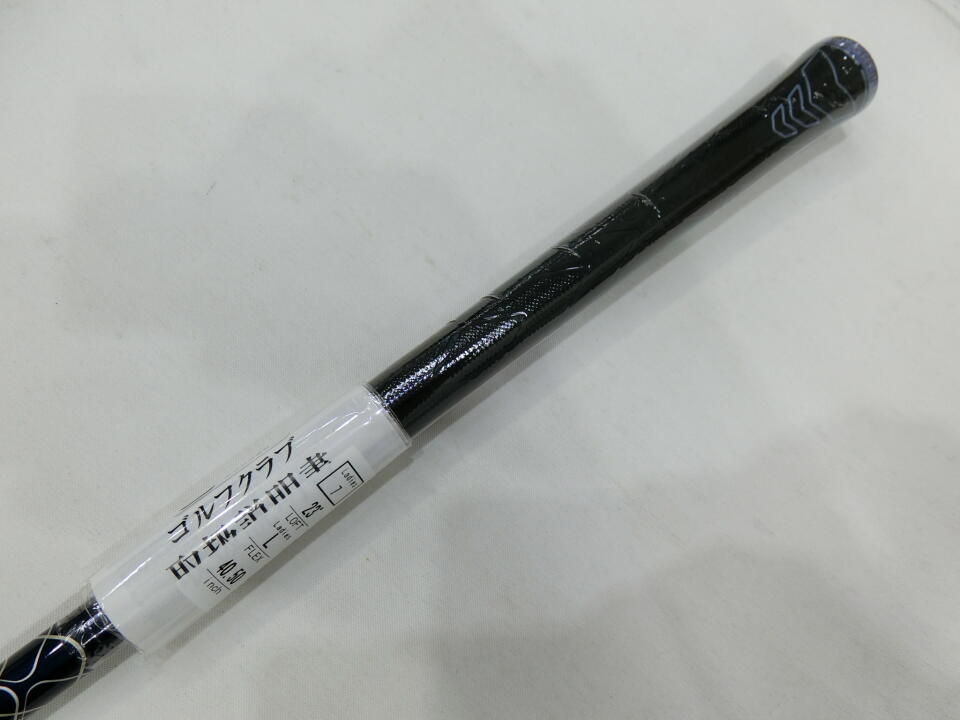 ゴルフクラブ
Ladies
7
23°
LOFT
Ladies
L
FLEX
40.50
inch